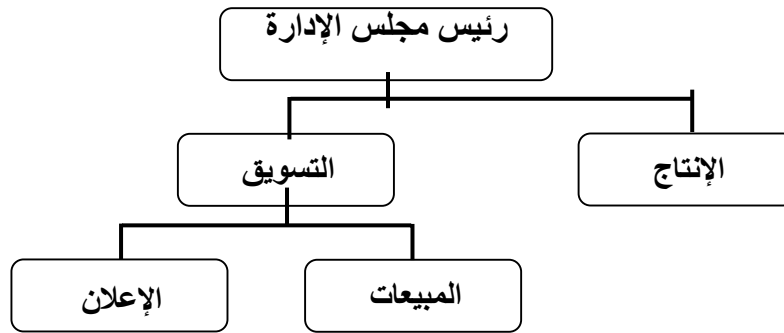 رئيس مجلس الإدارة
الإنتاج
التسويق
المبيعات
الإعلان